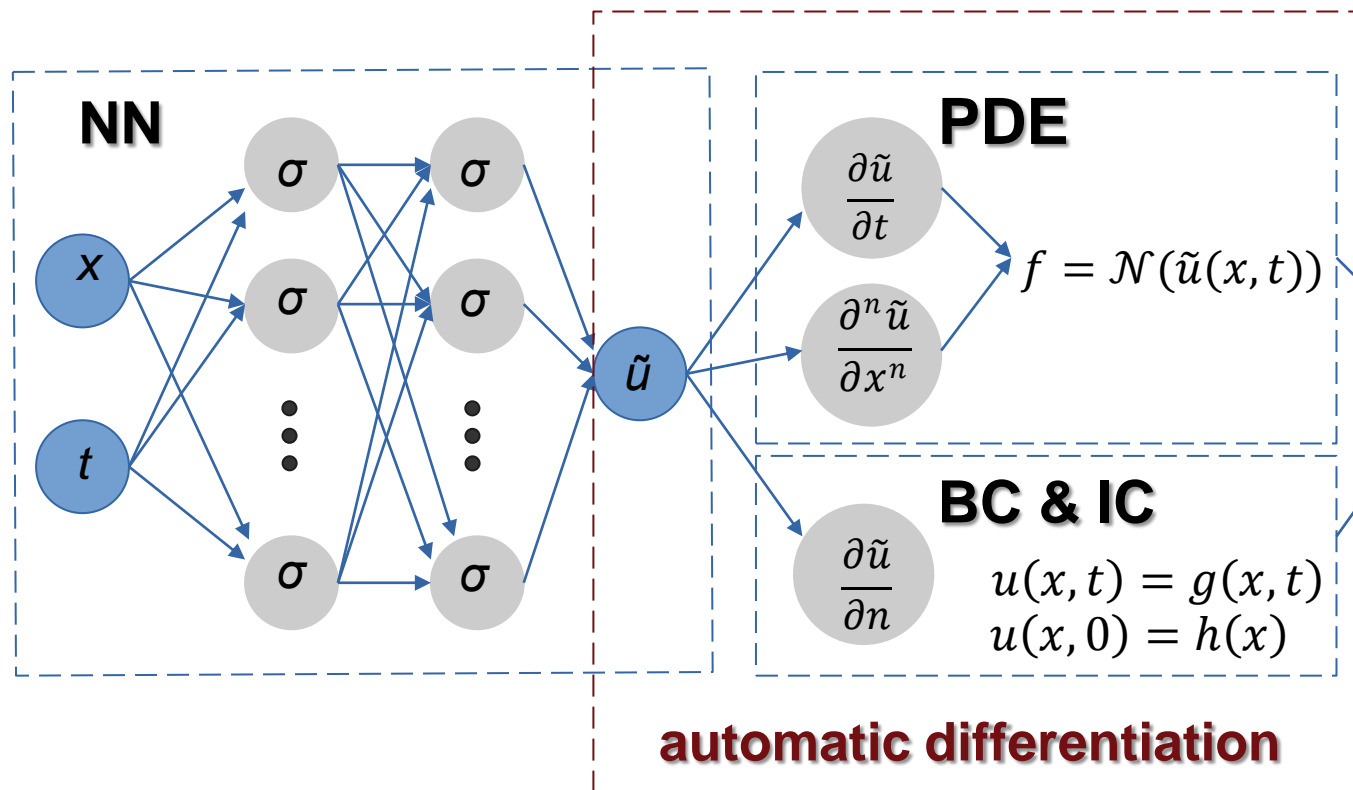 NN
x
t
σ
σ
σ
σ
σ
σ
ũ
PDE
∂ũ/∂t
∂ⁿũ/∂xⁿ
f = 𝒩(ũ(x, t))
BC & IC
∂ũ/∂n
u(x, t) = g(x, t)
u(x, 0) = h(x)
automatic differentiation